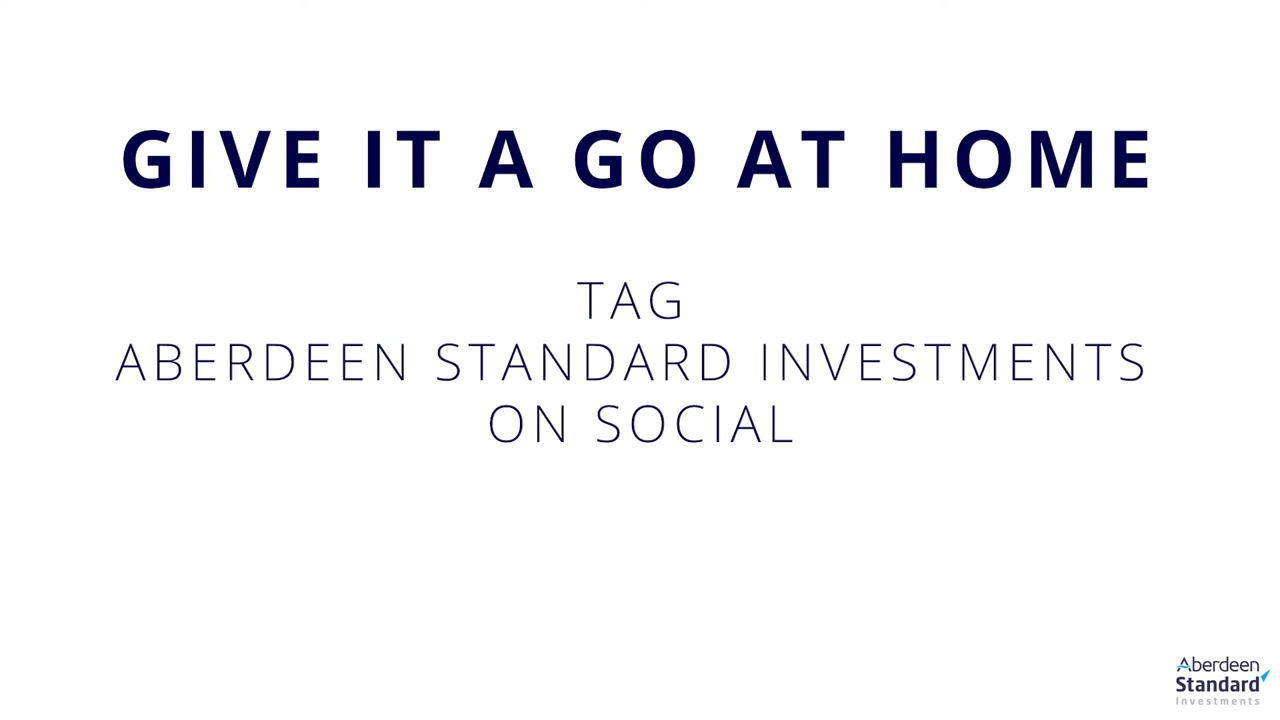 GIVE IT A GO AT HOME
TAG
ABERDEEN STANDARD INVESTMENTS
ON SOCIAL
Aberdeen
Standard
Investments